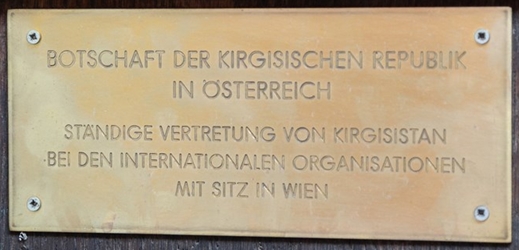 BOTSCHAFT DER KIRGISISCHEN REPUBLIK
IN ÖSTERREICH
STÄNDIGE VERTRETUNG VON KIRGISISTAN
BEI DEN INTERNATIONALEN ORGANISATIONEN
MIT SITZ IN WIEN